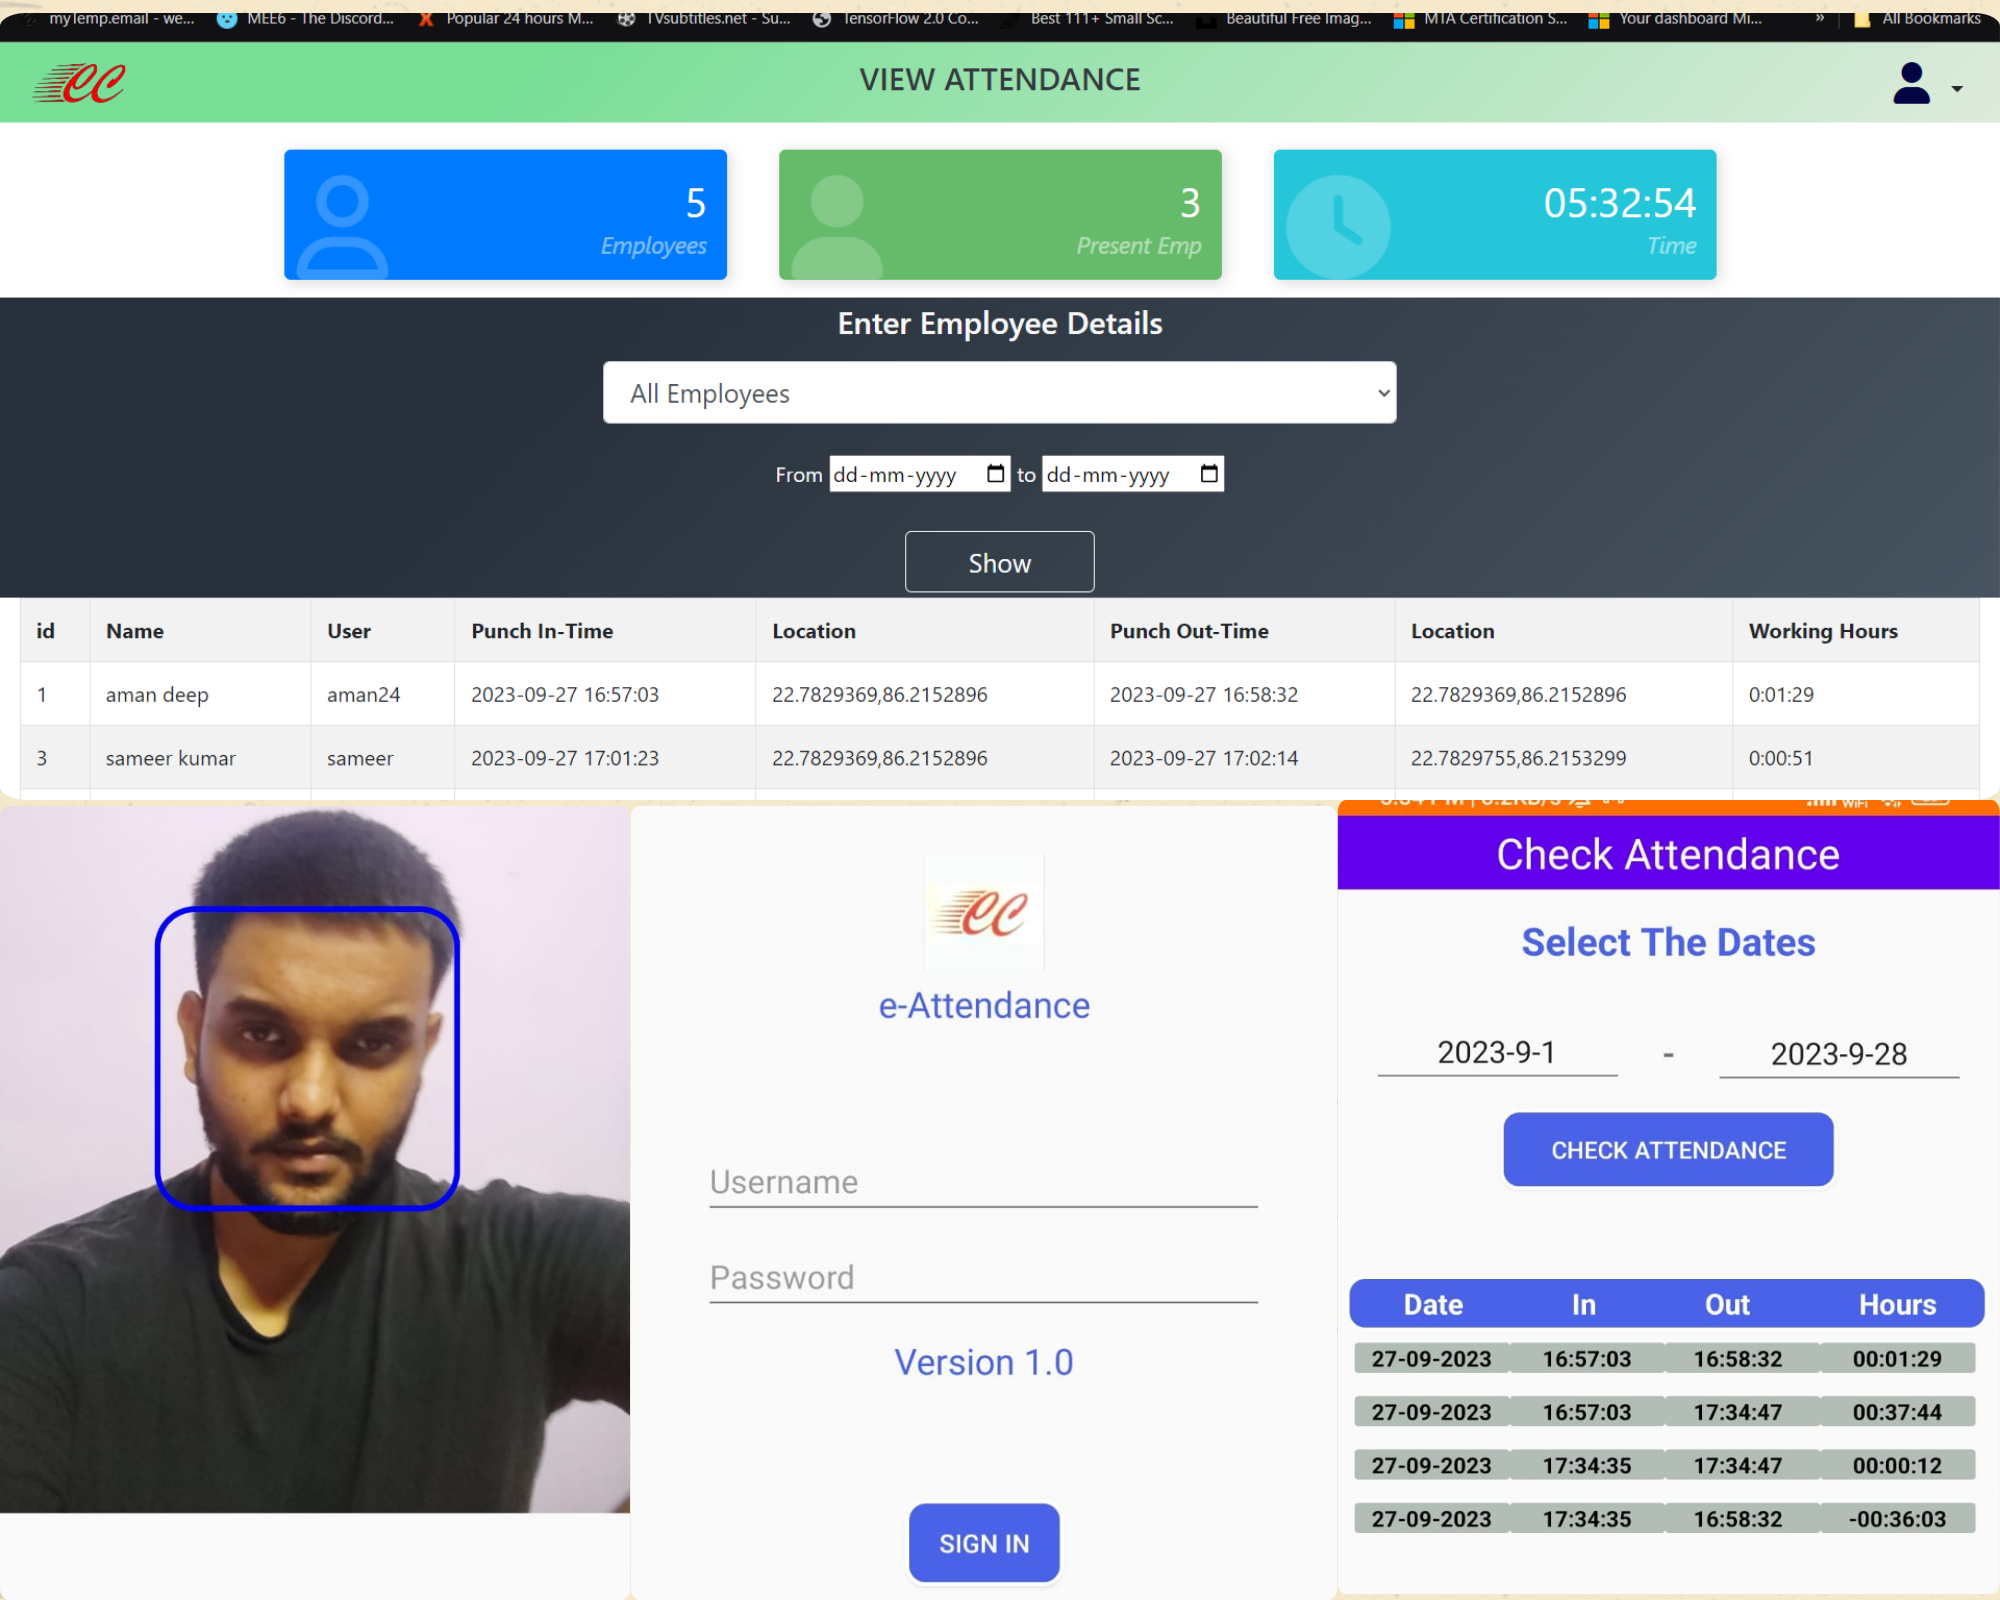 myTemp.email - we... MEE6 - The Discord... Popular 24 hours M... TVsubtitles.net - Su... TensorFlow 2.0 Co... Best 111+ Small Sc... Beautiful Free Imag... MTA Certification S... Your dashboard Mi... » All Bookmarks
CC
VIEW ATTENDANCE
5
Employees
3
Present Emp
05:32:54
Time
Enter Employee Details
All Employees
From dd-mm-yyyy to dd-mm-yyyy
Show
id Name User Punch In-Time Location Punch Out-Time Location Working Hours
1 aman deep aman24 2023-09-27 16:57:03 22.7829369,86.2152896 2023-09-27 16:58:32 22.7829369,86.2152896 0:01:29
3 sameer kumar sameer 2023-09-27 17:01:23 22.7829369,86.2152896 2023-09-27 17:02:14 22.7829755,86.2153299 0:00:51
CC
e-Attendance
Username
Password
Version 1.0
SIGN IN
Check Attendance
Select The Dates
2023-9-1 - 2023-9-28
CHECK ATTENDANCE
Date In Out Hours
27-09-2023 16:57:03 16:58:32 00:01:29
27-09-2023 16:57:03 17:34:47 00:37:44
27-09-2023 17:34:35 17:34:47 00:00:12
27-09-2023 17:34:35 16:58:32 -00:36:03